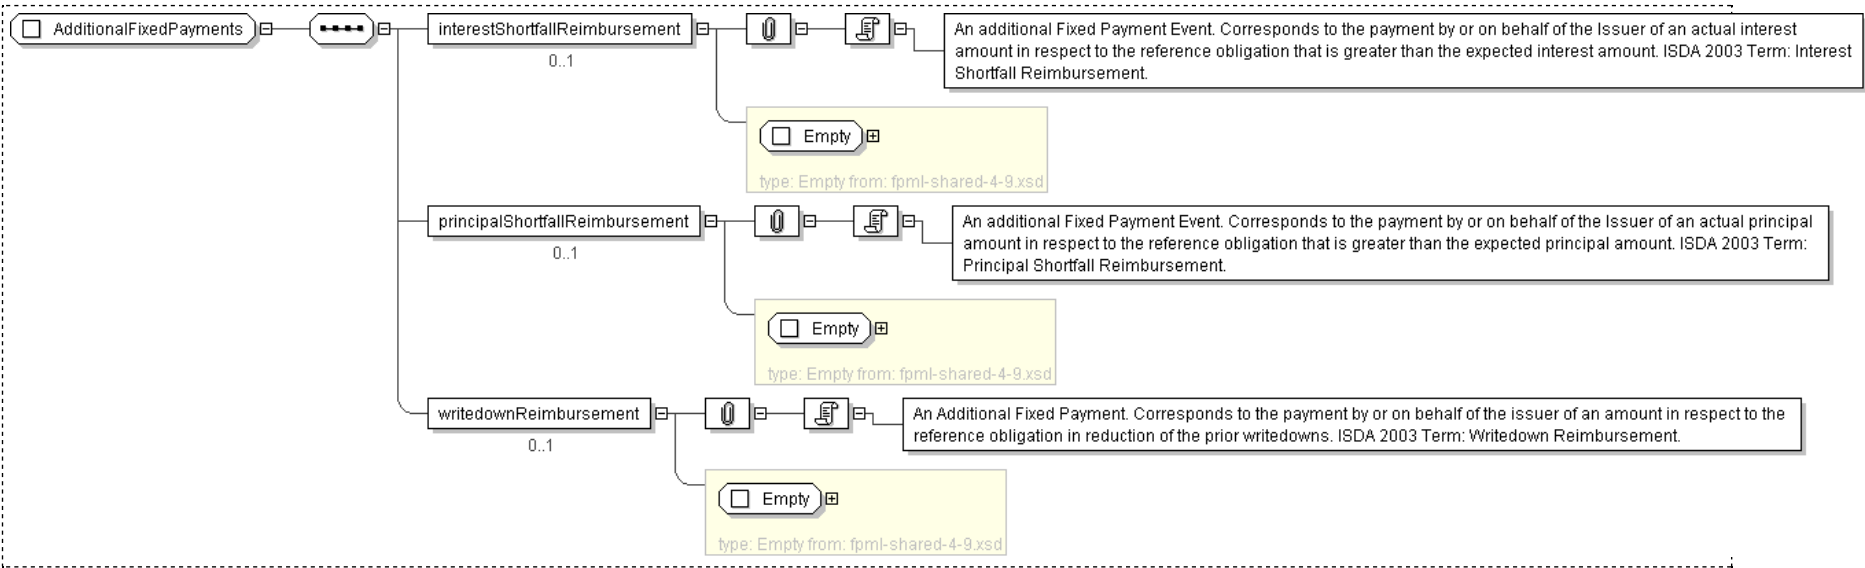 AdditionalFixedPayments
interestShortfallReimbursement
0..1
An additional Fixed Payment Event. Corresponds to the payment by or on behalf of the Issuer of an actual interest
amount in respect to the reference obligation that is greater than the expected interest amount. ISDA 2003 Term: Interest
Shortfall Reimbursement.
Empty
type: Empty from: fpml-shared-4-9.xsd
principalShortfallReimbursement
0..1
An additional Fixed Payment Event. Corresponds to the payment by or on behalf of the Issuer of an actual principal
amount in respect to the reference obligation that is greater than the expected principal amount. ISDA 2003 Term:
Principal Shortfall Reimbursement.
Empty
type: Empty from: fpml-shared-4-9.xsd
writedownReimbursement
0..1
An Additional Fixed Payment. Corresponds to the payment by or on behalf of the issuer of an amount in respect to the
reference obligation in reduction of the prior writedowns. ISDA 2003 Term: Writedown Reimbursement.
Empty
type: Empty from: fpml-shared-4-9.xsd